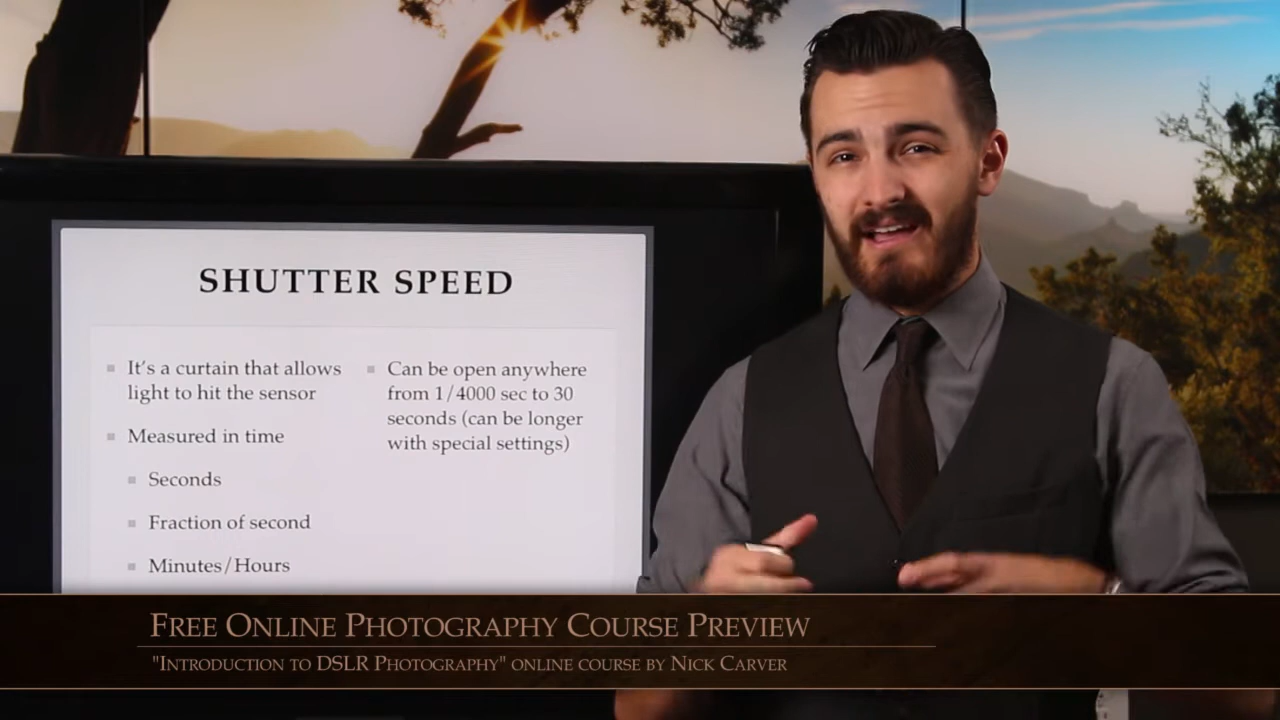 SHUTTER SPEED
It's a curtain that allows
light to hit the sensor
Measured in time
Seconds
Fraction of second
Minutes/Hours
Can be open anywhere
from 1/4000 sec to 30
seconds (can be longer
with special settings)
FREE ONLINE PHOTOGRAPHY COURSE PREVIEW
"INTRODUCTION TO DSLR PHOTOGRAPHY" ONLINE COURSE BY NICK CARVER